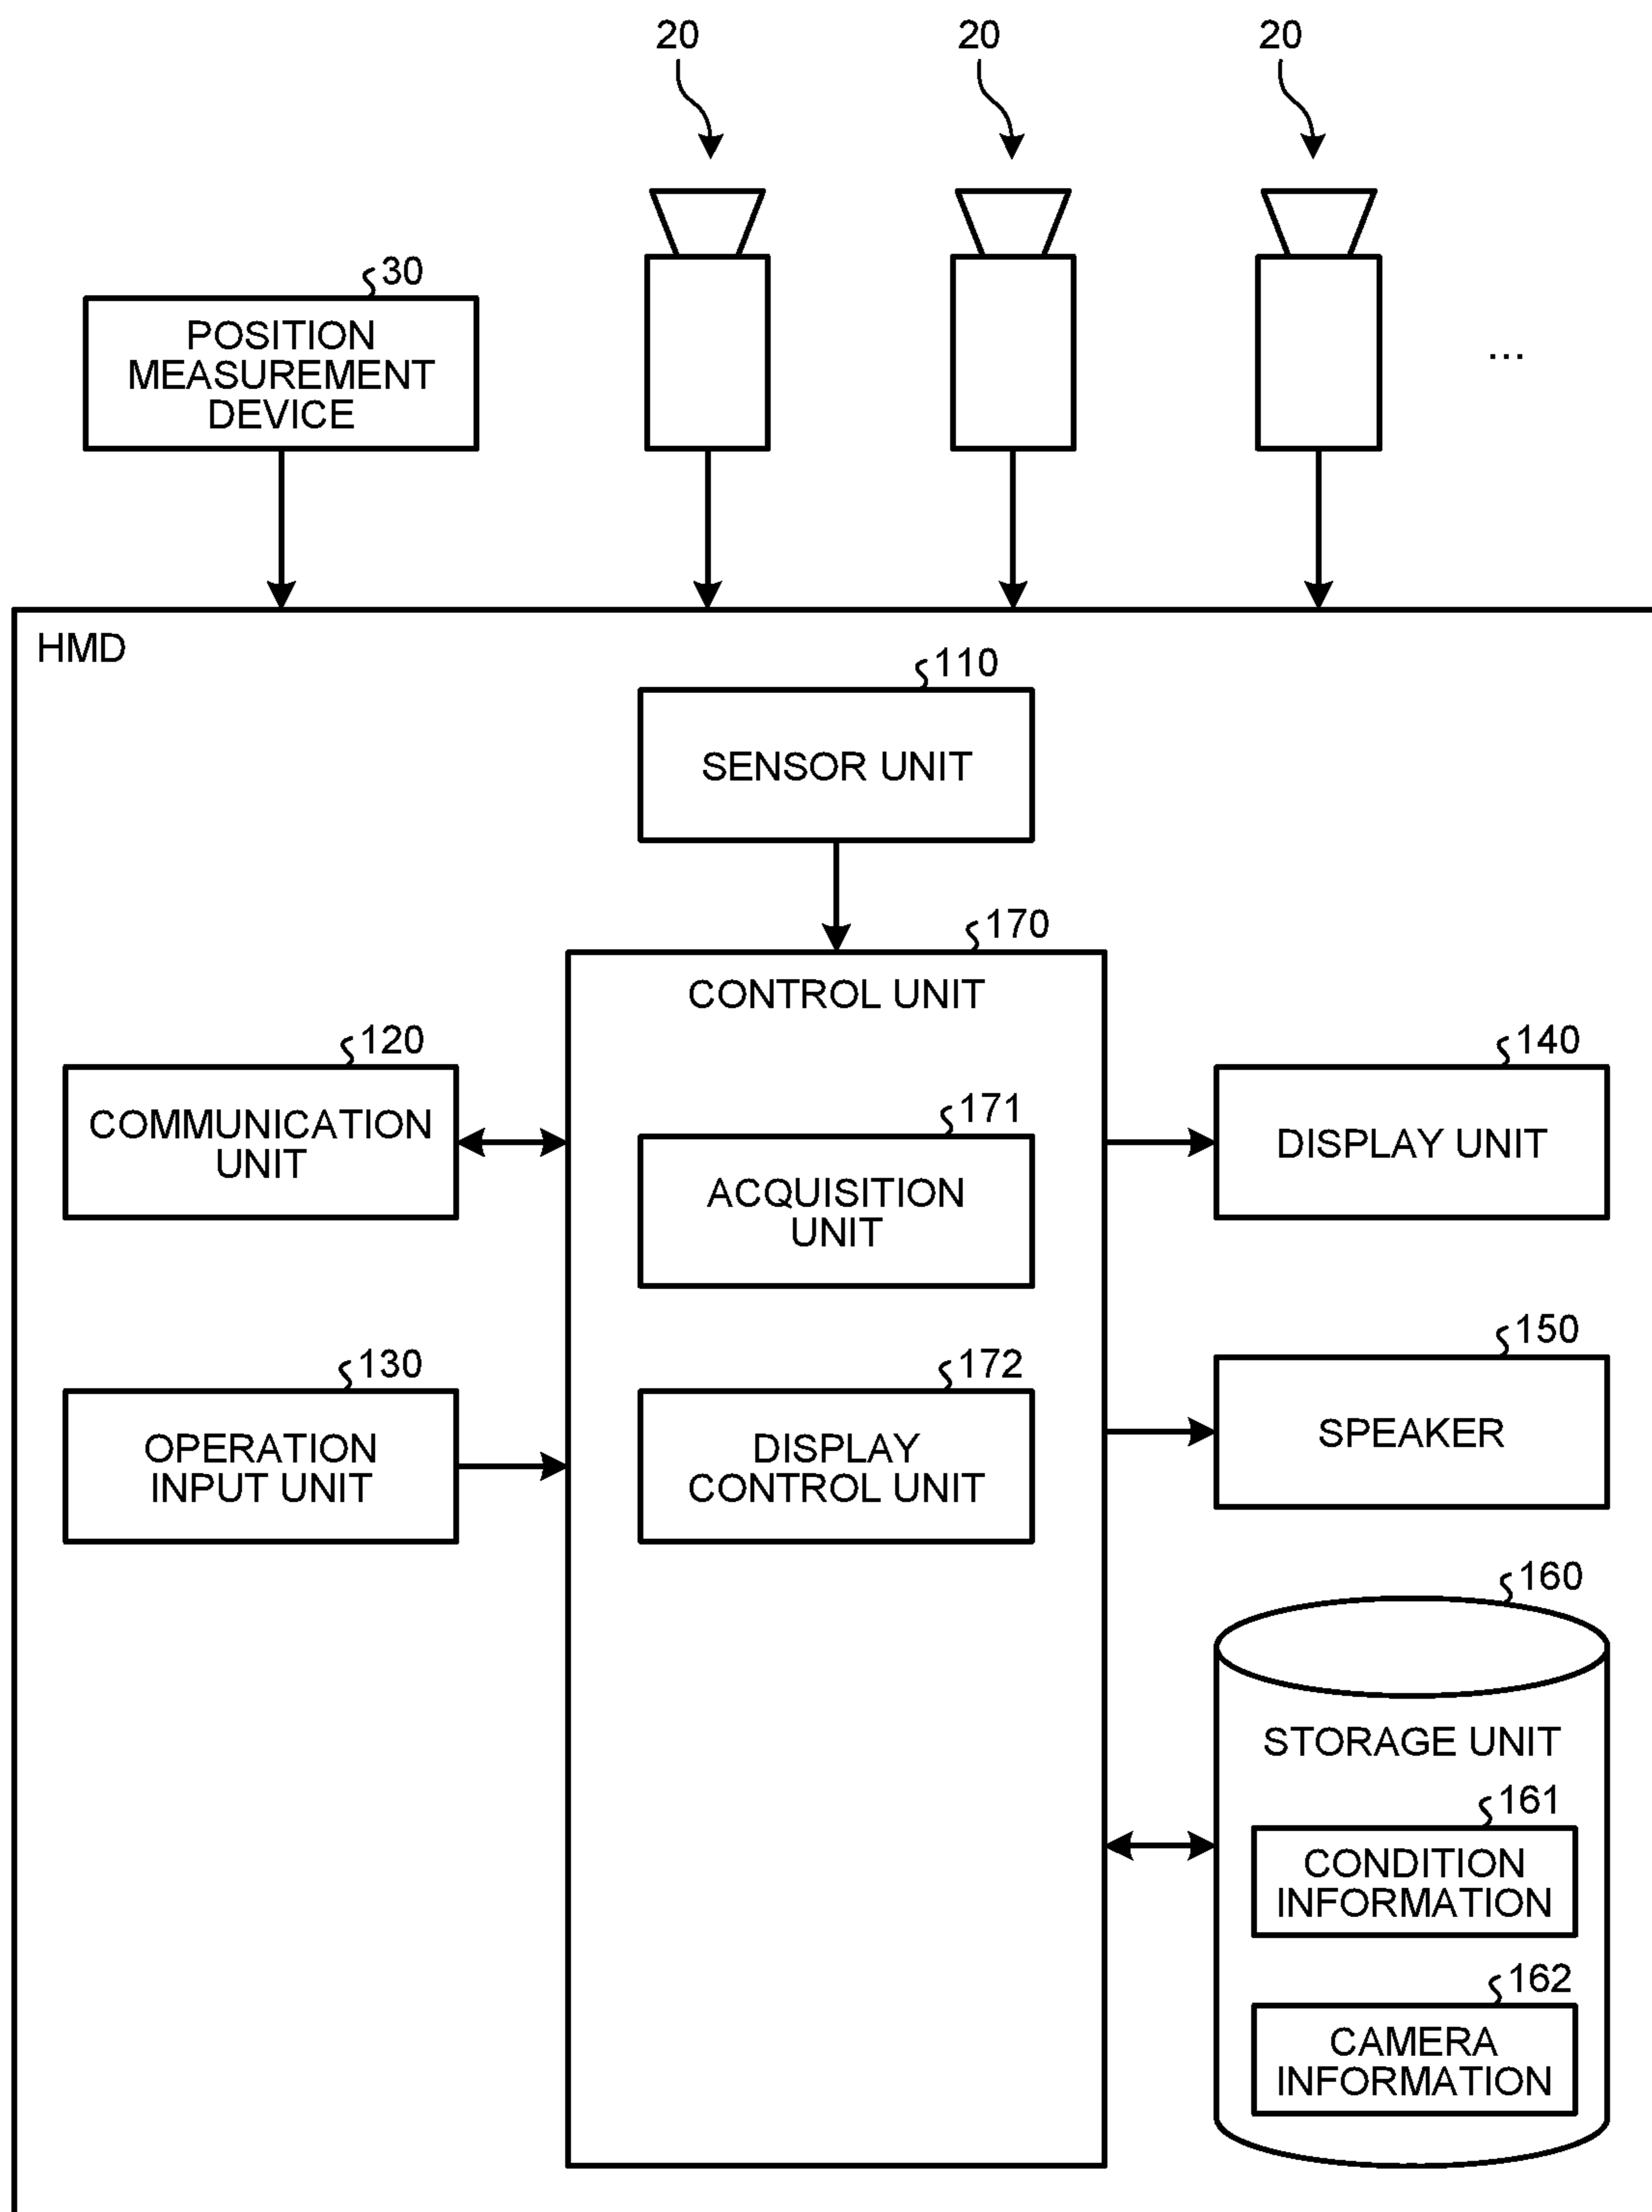 20
20
20
30
POSITION
MEASUREMENT
DEVICE
...
HMD
110
SENSOR UNIT
170
CONTROL UNIT
120
COMMUNICATION
UNIT
171
ACQUISITION
UNIT
140
DISPLAY UNIT
130
OPERATION
INPUT UNIT
172
DISPLAY
CONTROL UNIT
150
SPEAKER
160
STORAGE UNIT
161
CONDITION
INFORMATION
162
CAMERA
INFORMATION